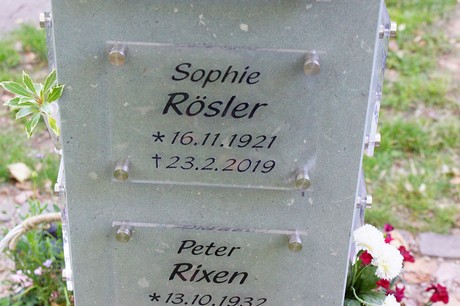 Sophie
Rösler
* 16.11.1921
† 23.2.2019
Peter
Rixen
* 13.10.1932